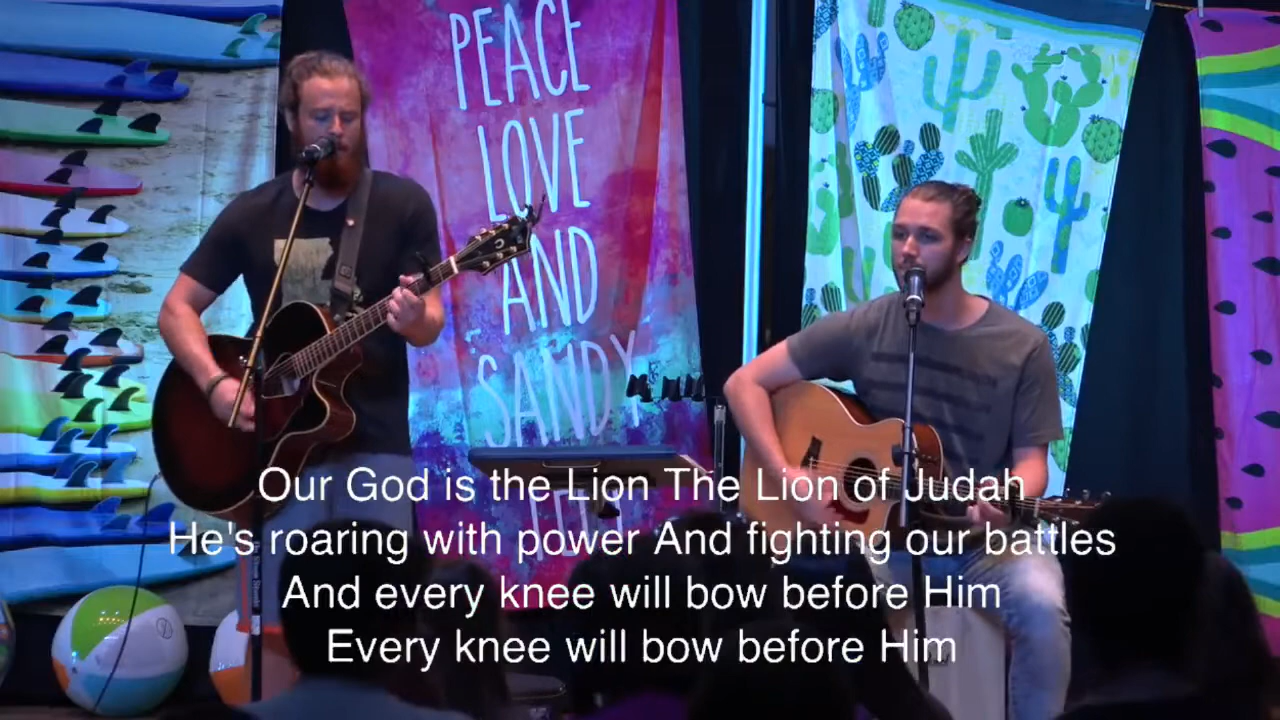 PEACE
LOVE
AND
SANDY
Our God is the Lion The Lion of Judah
He's roaring with power And fighting our battles
And every knee will bow before Him
Every knee will bow before Him